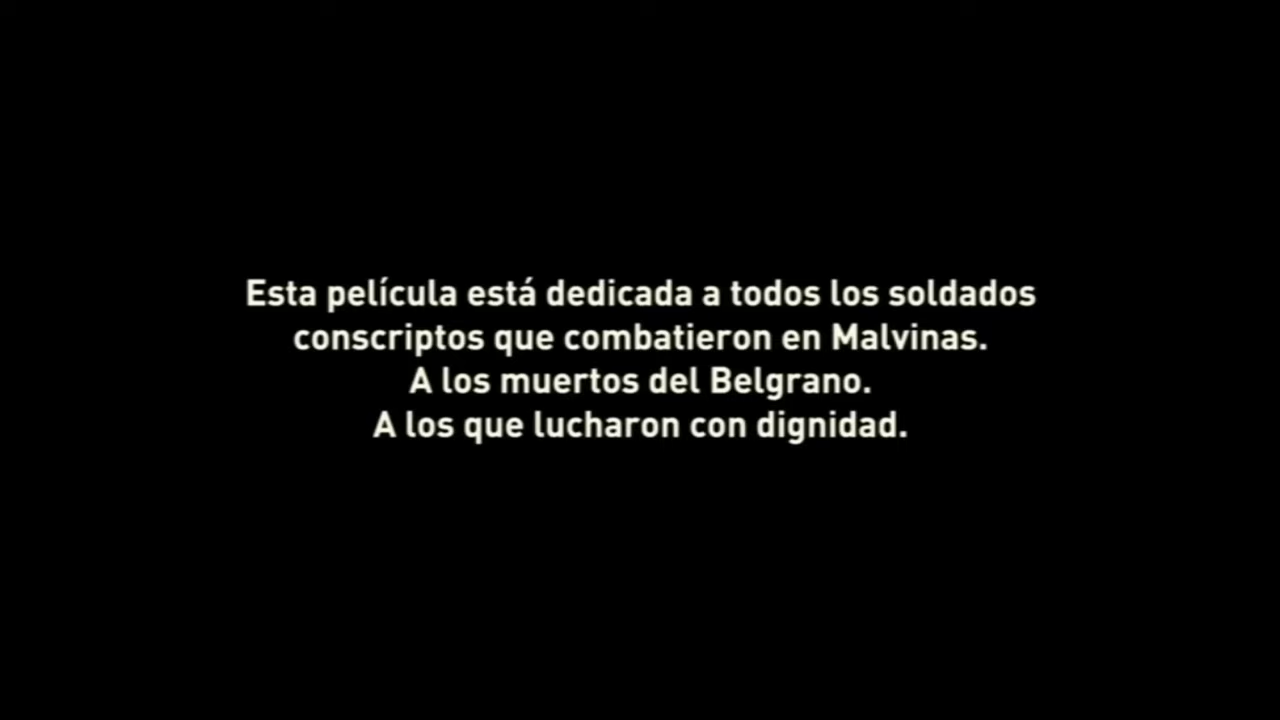 Esta película está dedicada a todos los soldados
conscriptos que combatieron en Malvinas.
A los muertos del Belgrano.
A los que lucharon con dignidad.